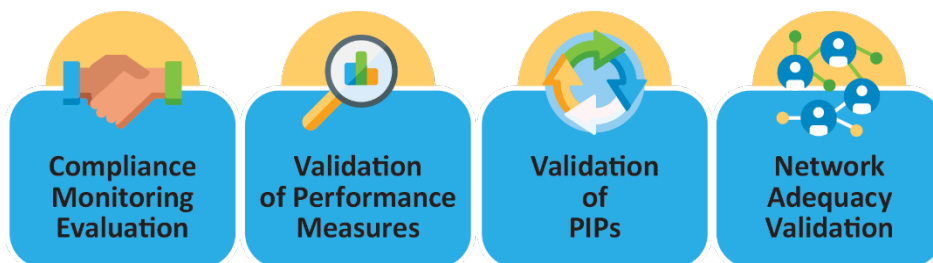 Compliance
Monitoring
Evaluation
Validation
of Performance
Measures
Validation
of
PIPs
Network
Adequacy
Validation